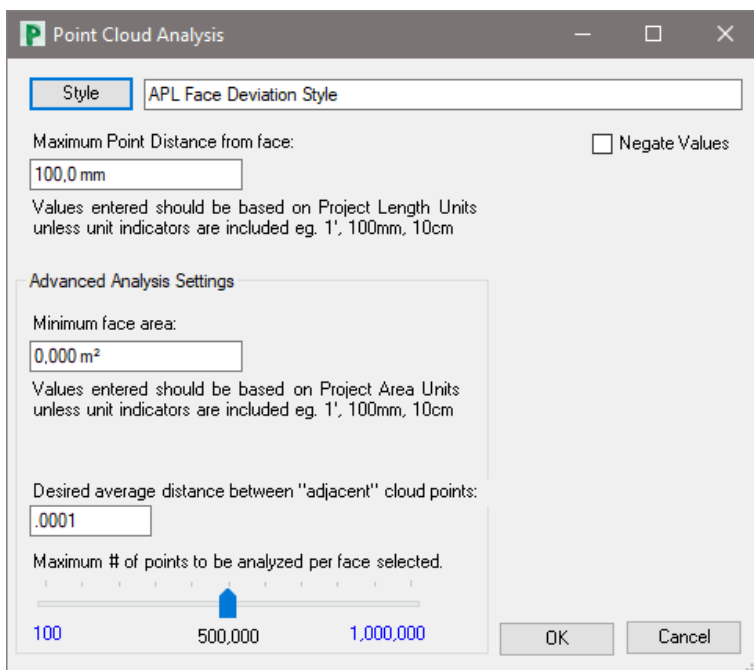 Point Cloud Analysis
Style
APL Face Deviation Style
Maximum Point Distance from face:
Negate Values
100,0 mm
Values entered should be based on Project Length Units
unless unit indicators are included eg. 1', 100mm, 10cm
Advanced Analysis Settings
Minimum face area:
0,000 m²
Values entered should be based on Project Area Units
unless unit indicators are included eg. 1', 100mm, 10cm
Desired average distance between "adjacent" cloud points:
.0001
Maximum # of points to be analyzed per face selected.
100 500,000 1,000,000
OK Cancel